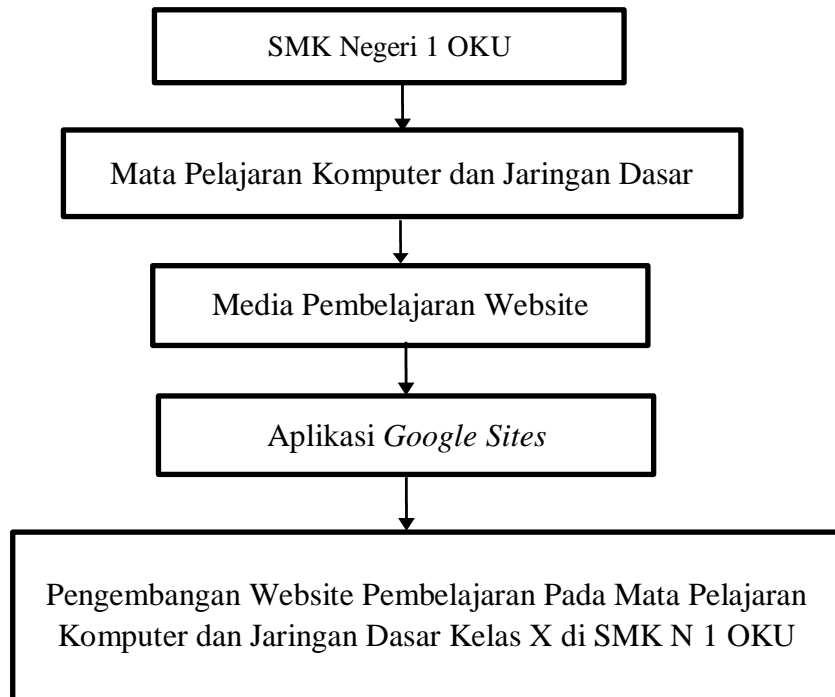 SMK Negeri 1 OKU
Mata Pelajaran Komputer dan Jaringan Dasar
Media Pembelajaran Website
Aplikasi Google Sites
Pengembangan Website Pembelajaran Pada Mata Pelajaran
Komputer dan Jaringan Dasar Kelas X di SMK N 1 OKU